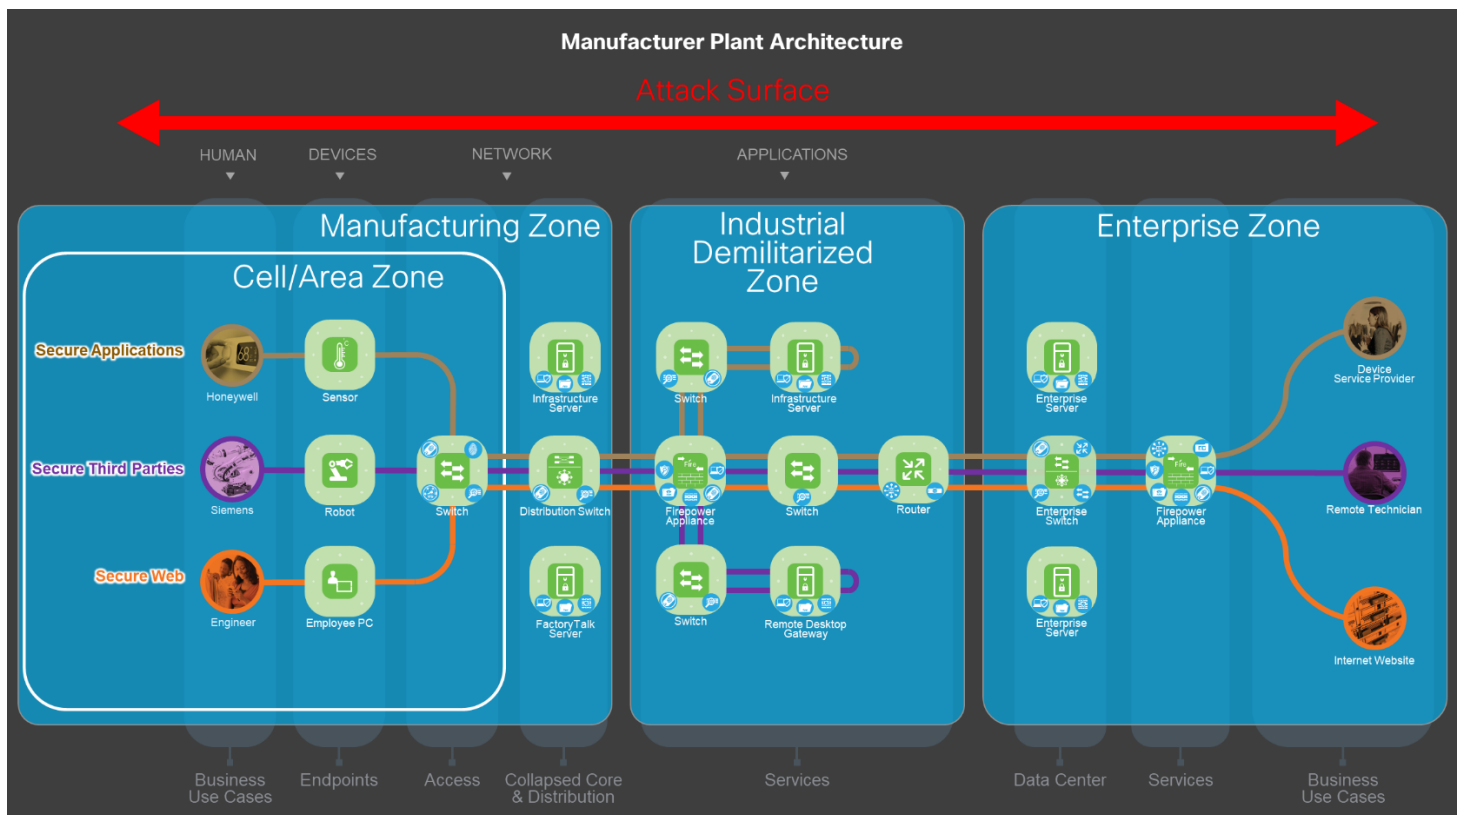 Manufacturer Plant Architecture
Attack Surface
HUMAN
DEVICES
NETWORK
APPLICATIONS
Manufacturing Zone
Industrial
Demilitarized
Zone
Enterprise Zone
Cell/Area Zone
Secure Applications
Honeywell
Sensor
Infrastructure
Server
Switch
Infrastructure
Server
Enterprise
Server
Device
Service Provider
Secure Third Parties
Siemens
Robot
Switch
Distribution Switch
Firepower
Appliance
Switch
Router
Enterprise
Switch
Firepower
Appliance
Remote Technician
Secure Web
Engineer
Employee PC
FactoryTalk
Server
Switch
Remote Desktop
Gateway
Enterprise
Server
Internet Website
Business
Use Cases
Endpoints
Access
Collapsed Core
& Distribution
Services
Data Center
Services
Business
Use Cases